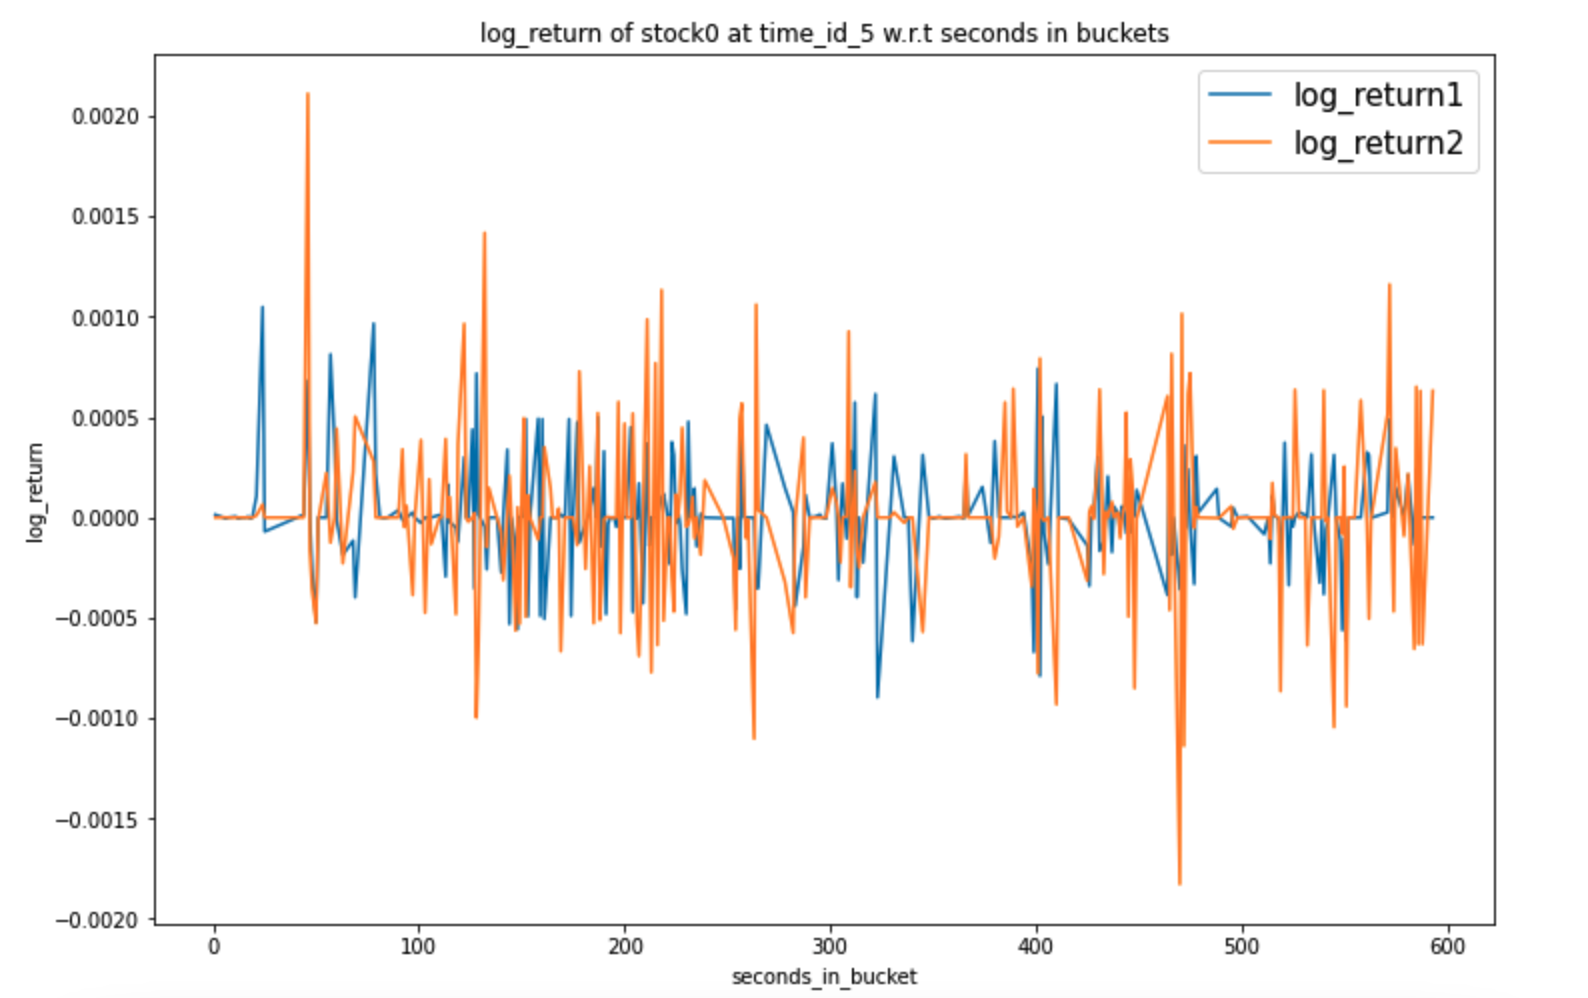 log_return of stock0 at time_id_5 w.r.t seconds in buckets
log_return1
log_return2
0.0020
0.0015
0.0010
0.0005
0.0000
−0.0005
−0.0010
−0.0015
−0.0020
log_return
0 100 200 300 400 500 600
seconds_in_bucket